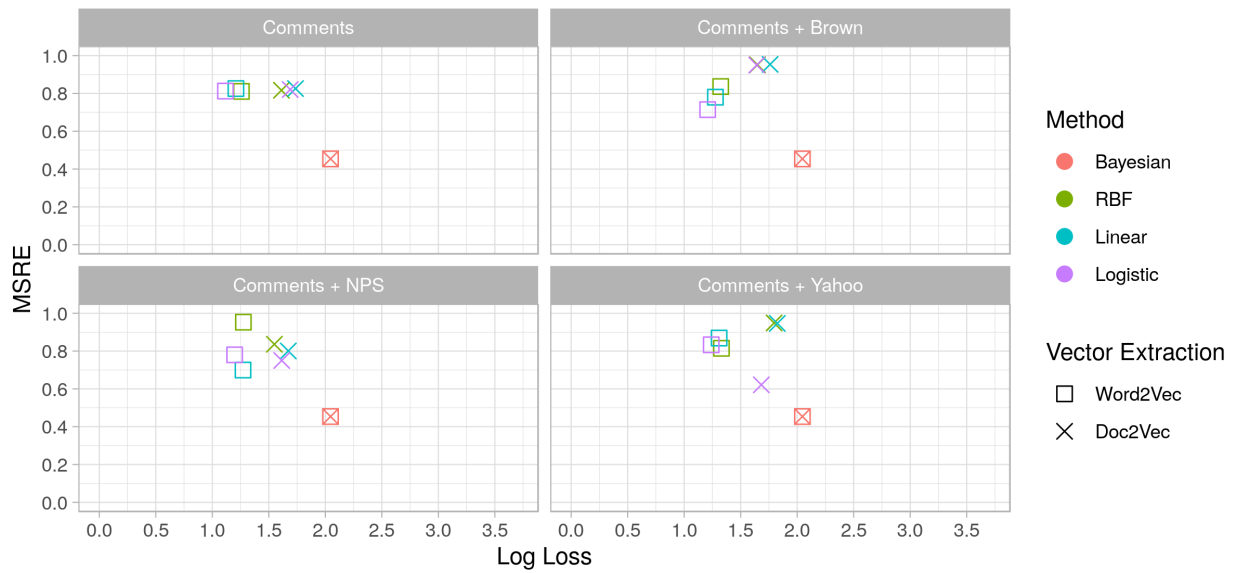 Comments
Comments + Brown
1.0
0.8
0.6
0.4
0.2
0.0
MSRE
Comments + NPS
Comments + Yahoo
1.0
0.8
0.6
0.4
0.2
0.0
0.0 0.5 1.0 1.5 2.0 2.5 3.0 3.5
0.0 0.5 1.0 1.5 2.0 2.5 3.0 3.5
Log Loss
Method
Bayesian
RBF
Linear
Logistic
Vector Extraction
Word2Vec
Doc2Vec